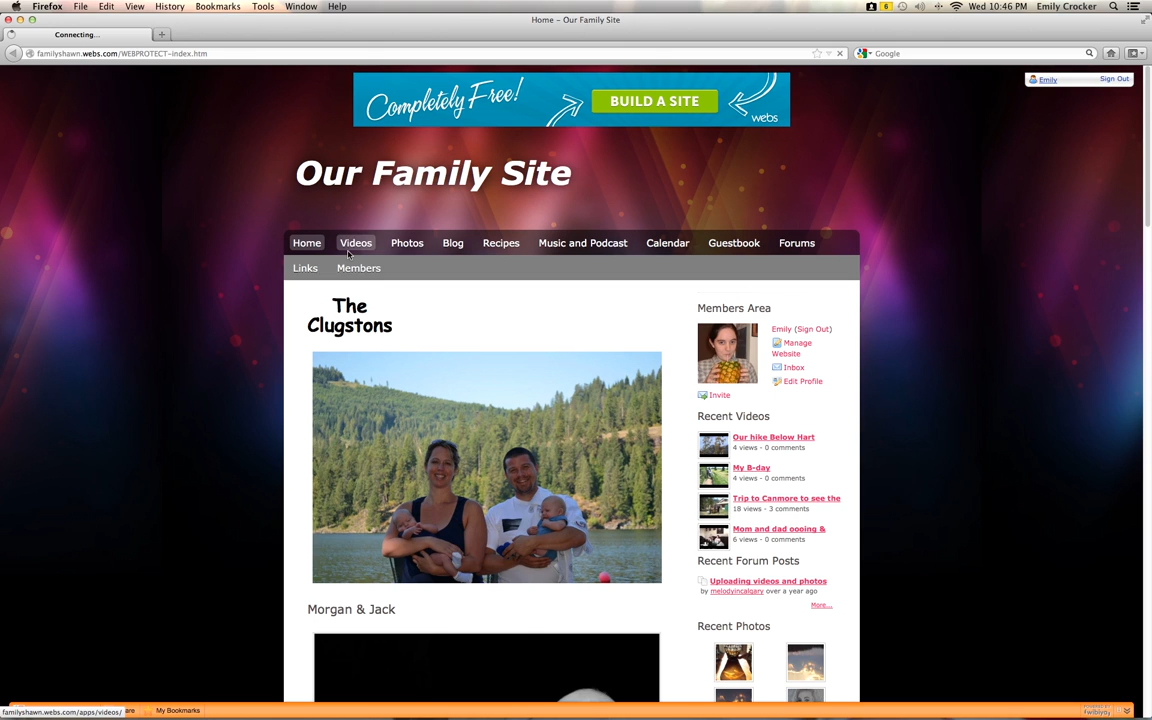 Firefox File Edit View History Bookmarks Tools Window Help 6 Wed 10:46 PM Emily Crocker
Home - Our Family Site
Connecting...
familyshawn.webs.com/WEBPROTECT-index.htm
Google
Completely Free!
BUILD A SITE
webs
Emily Sign Out
Our Family Site
Home Videos Photos Blog Recipes Music and Podcast Calendar Guestbook Forums
Links Members
The
Clugstons
Morgan & Jack
Members Area
Emily (Sign Out)
Manage
Website
Inbox
Edit Profile
Invite
Recent Videos
Our hike Below Hart
4 views - 0 comments
My B-day
4 views - 0 comments
Trip to Canmore to see the
18 views - 3 comments
Mom and dad oooing &
6 views - 0 comments
Recent Forum Posts
Uploading videos and photos
by melodyincalgary over a year ago
More...
Recent Photos
familyshawn.webs.com/apps/videos/
are My Bookmarks
wibiya